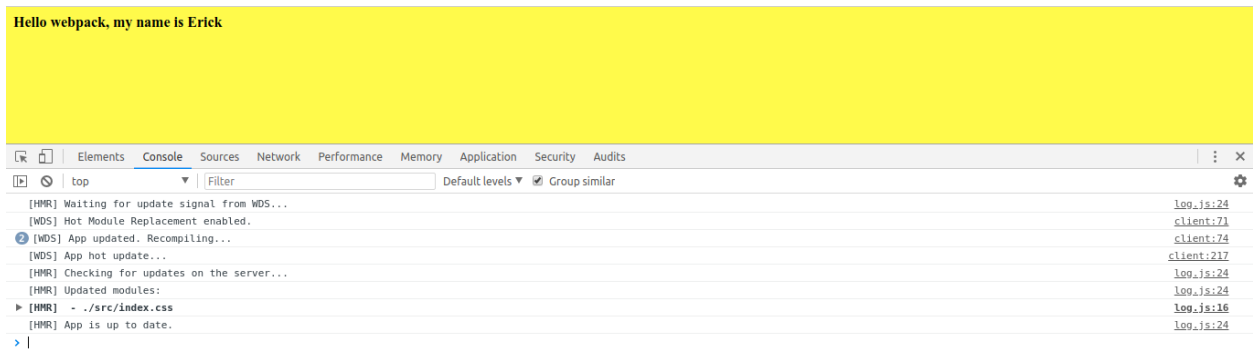 Hello webpack, my name is Erick
Elements Console Sources Network Performance Memory Application Security Audits
top Filter Default levels Group similar
[HMR] Waiting for update signal from WDS... log.js:24
[WDS] Hot Module Replacement enabled. client:71
2 [WDS] App updated. Recompiling... client:74
[WDS] App hot update... client:217
[HMR] Checking for updates on the server... log.js:24
[HMR] Updated modules: log.js:24
[HMR]  - ./src/index.css log.js:16
[HMR] App is up to date. log.js:24